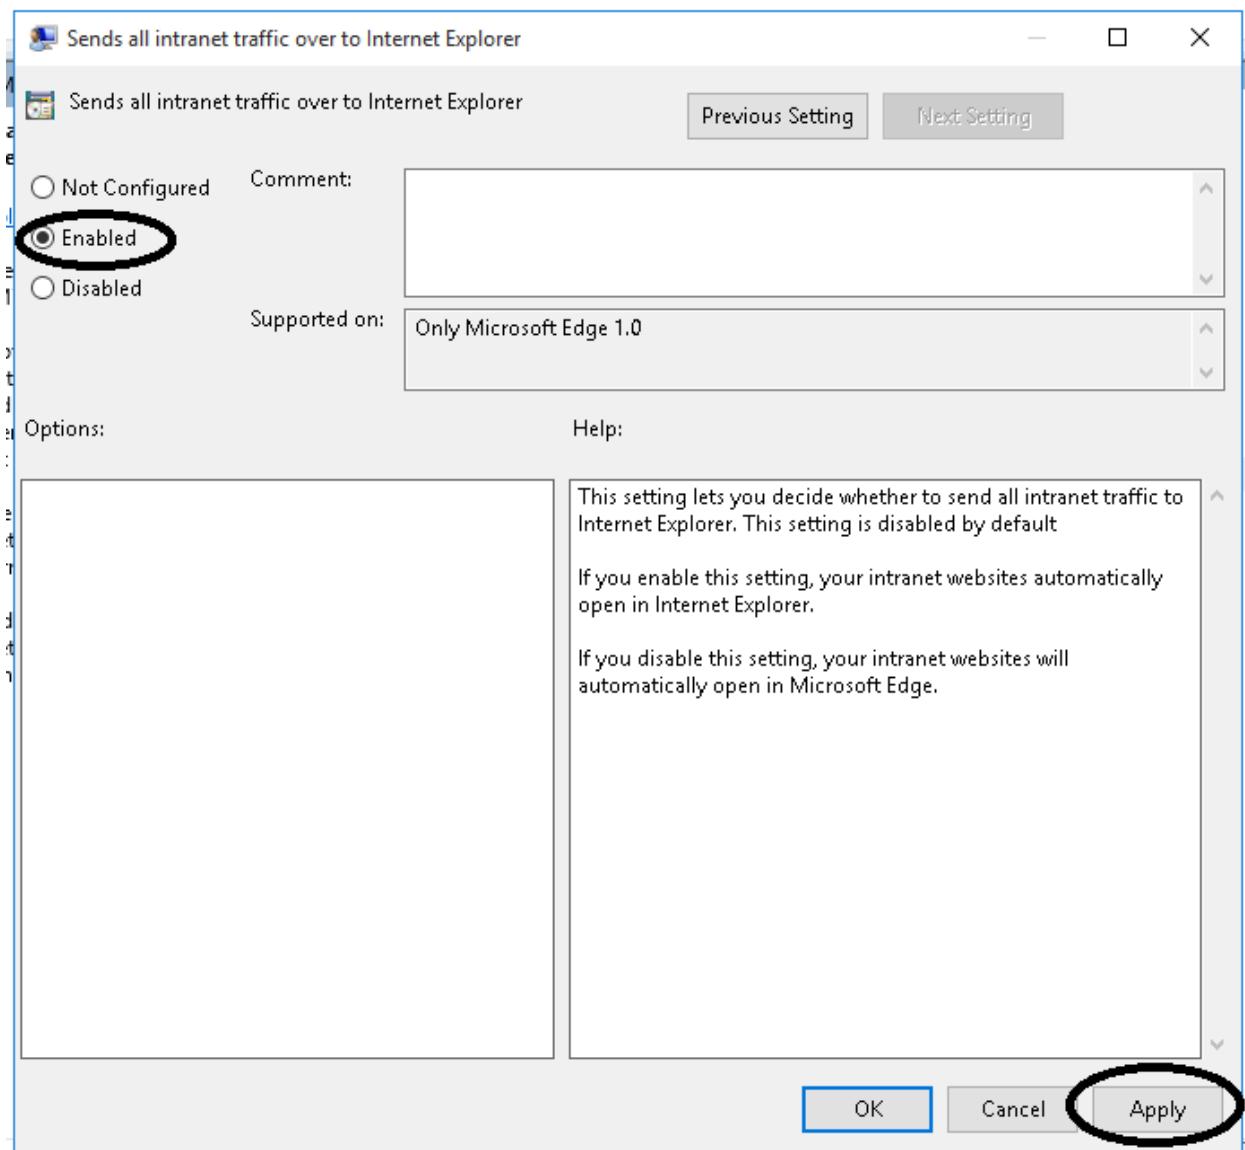 Sends all intranet traffic over to Internet Explorer
Sends all intranet traffic over to Internet Explorer
Previous Setting
Next Setting
Not Configured
Comment:
Enabled
Disabled
Supported on:
Only Microsoft Edge 1.0
Options:
Help:
This setting lets you decide whether to send all intranet traffic to
Internet Explorer. This setting is disabled by default
If you enable this setting, your intranet websites automatically
open in Internet Explorer.
If you disable this setting, your intranet websites will
automatically open in Microsoft Edge.
OK
Cancel
Apply